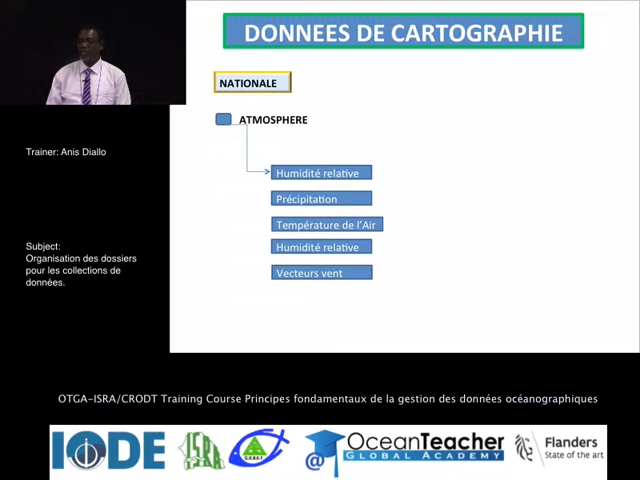 DONNEES DE CARTOGRAPHIE
NATIONALE
ATMOSPHERE
Humidité relative
Précipitation
Température de l'Air
Humidité relative
Vecteurs vent
Trainer: Anis Diallo
Subject:
Organisation des dossiers
pour les collections de
données.
OTGA-ISRA/CRODT Training Course Principes fondamentaux de la gestion des données océanographiques
IODE
ISRA
@
OceanTeacher
GLOBAL ACADEMY
Flanders
State of the art